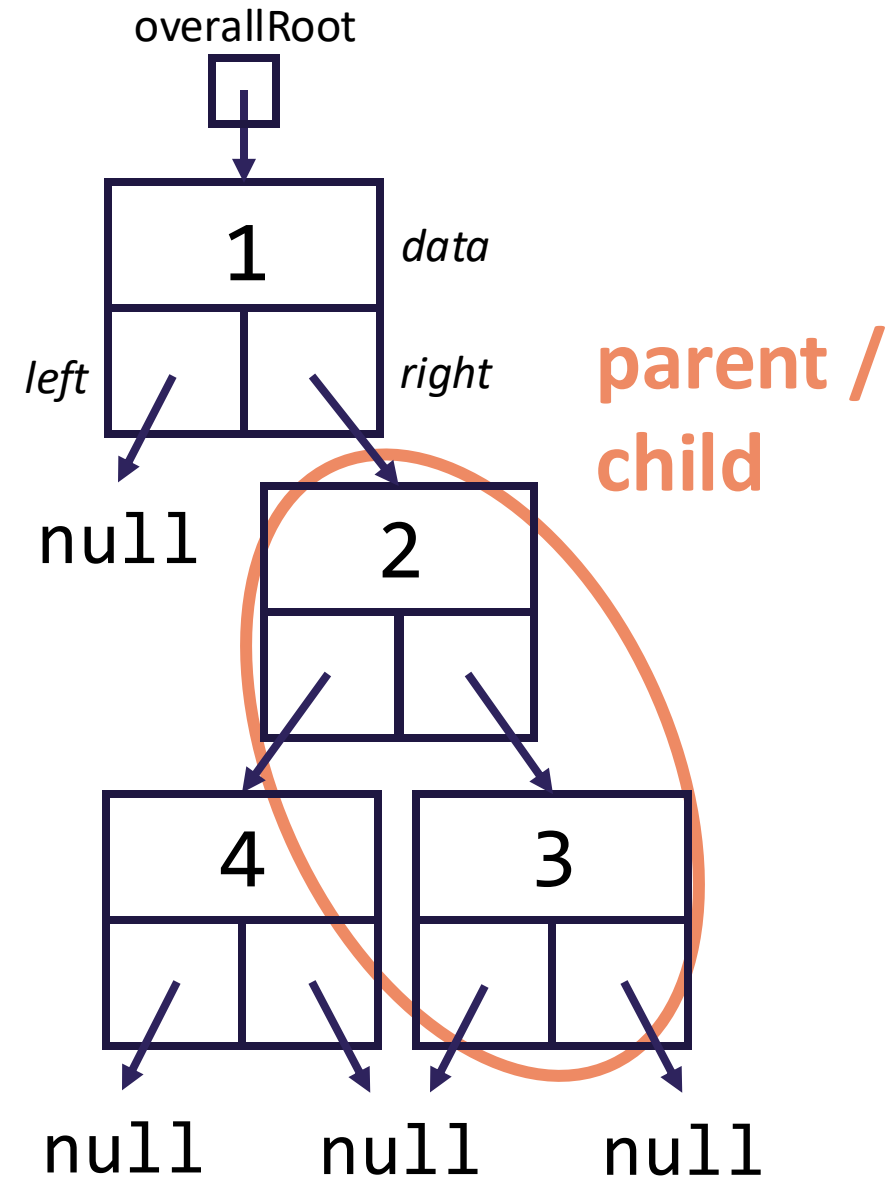 overallRoot
1
data
left
right
parent /
child
null
2
4
3
null
null
null